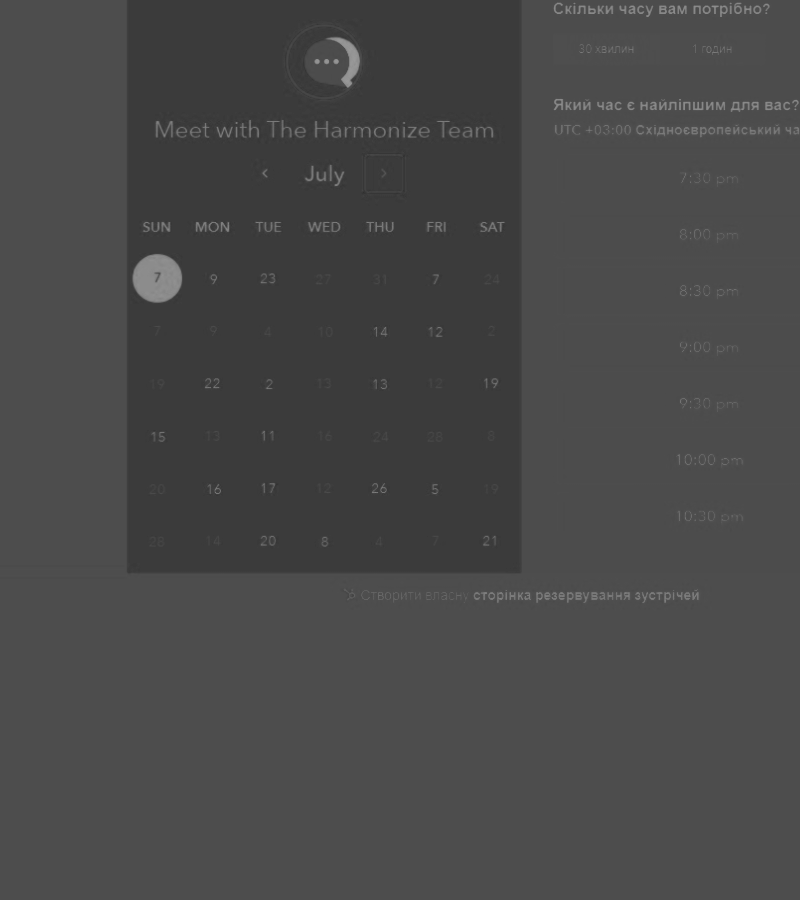 Meet with The Harmonize Team
July
SUN MON TUE WED THU FRI SAT
7 9 23 27 31 7 24
7 9 4 10 14 12 2
19 22 2 13 13 12 19
15 13 11 16 24 28 8
20 16 17 12 26 5 19
28 14 20 8 4 7 21
Скільки часу вам потрібно?
30 хвилин 1 годин
Який час є найліпшим для вас?
UTC +03:00 Східноєвропейський ча
7:30 pm
8:00 pm
8:30 pm
9:00 pm
9:30 pm
10:00 pm
10:30 pm
Створити власну сторінка резервування зустрічей